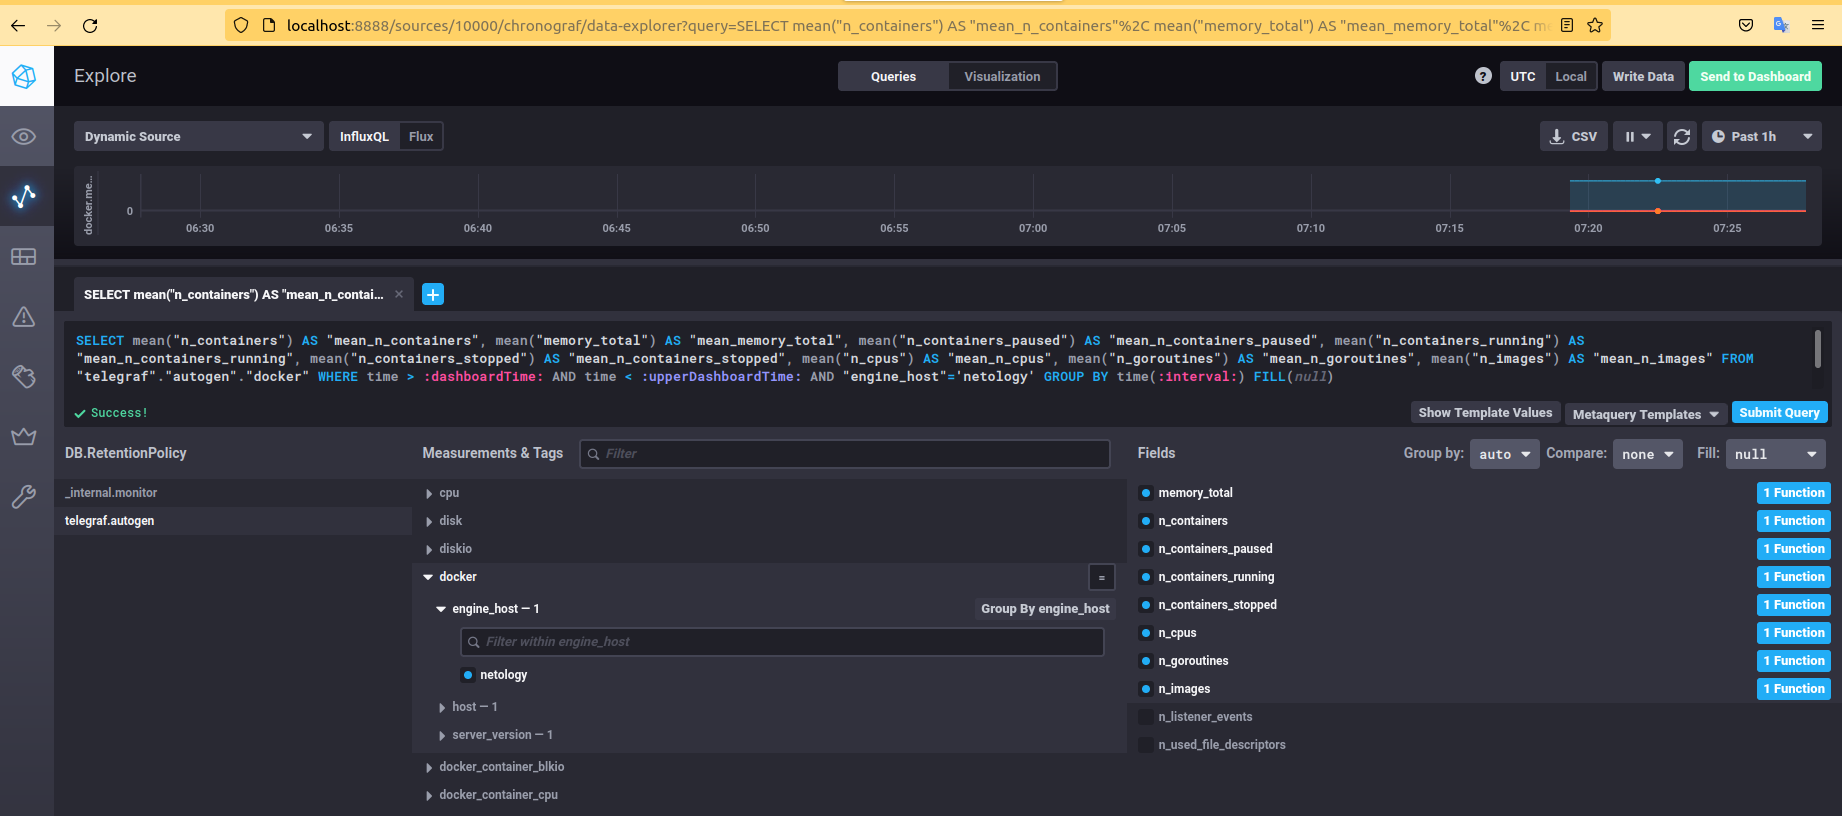 localhost:8888/sources/10000/chronograf/data-explorer?query=SELECT mean("n_containers") AS "mean_n_containers"%2C mean("memory_total") AS "mean_memory_total"%2C me
Explore
Queries
Visualization
?
UTC
Local
Write Data
Send to Dashboard
Dynamic Source
InfluxQL
Flux
CSV
Past 1h
docker.me...
0
06:30
06:35
06:40
06:45
06:50
06:55
07:00
07:05
07:10
07:15
07:20
07:25
SELECT mean("n_containers") AS "mean_n_contai...
SELECT mean("n_containers") AS "mean_n_containers", mean("memory_total") AS "mean_memory_total", mean("n_containers_paused") AS "mean_n_containers_paused", mean("n_containers_running") AS
"mean_n_containers_running", mean("n_containers_stopped") AS "mean_n_containers_stopped", mean("n_cpus") AS "mean_n_cpus", mean("n_goroutines") AS "mean_n_goroutines", mean("n_images") AS "mean_n_images" FROM
"telegraf"."autogen"."docker" WHERE time > :dashboardTime: AND time < :upperDashboardTime: AND "engine_host"='netology' GROUP BY time(:interval:) FILL(null)
Success!
Show Template Values
Metaquery Templates
Submit Query
DB.RetentionPolicy
_internal.monitor
telegraf.autogen
Measurements & Tags
Filter
cpu
disk
diskio
docker
=
engine_host — 1
Group By engine_host
Filter within engine_host
netology
host — 1
server_version — 1
docker_container_blkio
docker_container_cpu
Fields
Group by:
auto
Compare:
none
Fill:
null
memory_total
1 Function
n_containers
1 Function
n_containers_paused
1 Function
n_containers_running
1 Function
n_containers_stopped
1 Function
n_cpus
1 Function
n_goroutines
1 Function
n_images
1 Function
n_listener_events
n_used_file_descriptors